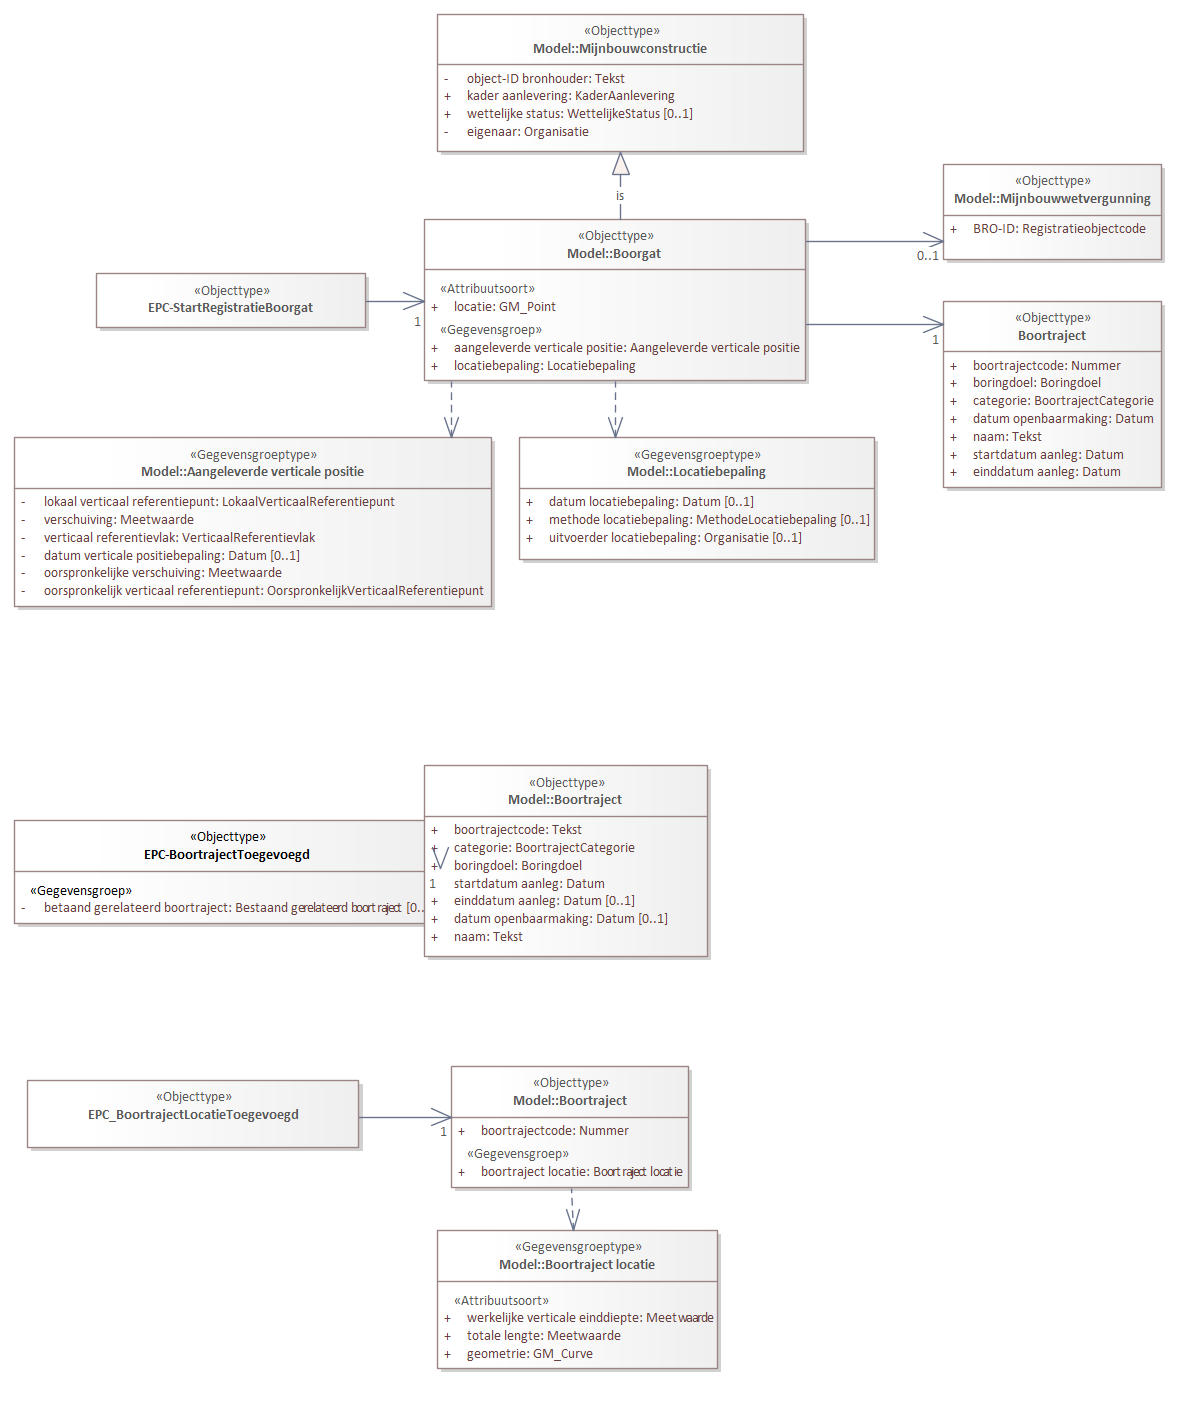 «Objecttype»
Model::Mijnbouwconstructie
- object-ID bronhouder: Tekst
+ kader aanlevering: KaderAanlevering
+ wettelijke status: WettelijkeStatus [0..1]
- eigenaar: Organisatie
is
«Objecttype»
Model::Mijnbouwwetvergunning
+ BRO-ID: Registratieobjectcode
0..1
«Objecttype»
Model::Boorgat
«Attribuutsoort»
+ locatie: GM_Point
«Gegevensgroep»
+ aangeleverde verticale positie: Aangeleverde verticale positie
+ locatiebepaling: Locatiebepaling
«Objecttype»
EPC-StartRegistratieBoorgat
1
«Objecttype»
Boortraject
+ boortrajectcode: Nummer
+ boringdoel: Boringdoel
+ categorie: BoortrajectCategorie
+ datum openbaarmaking: Datum
+ naam: Tekst
+ startdatum aanleg: Datum
+ einddatum aanleg: Datum
1
«Gegevensgroeptype»
Model::Aangeleverde verticale positie
- lokaal verticaal referentiepunt: LokaalVerticaalReferentiepunt
- verschuiving: Meetwaarde
- verticaal referentievlak: VerticaalReferentievlak
- datum verticale positiebepaling: Datum [0..1]
- oorspronkelijke verschuiving: Meetwaarde
- oorspronkelijk verticaal referentiepunt: OorspronkelijkVerticaalReferentiepunt
«Gegevensgroeptype»
Model::Locatiebepaling
+ datum locatiebepaling: Datum [0..1]
+ methode locatiebepaling: MethodeLocatiebepaling [0..1]
+ uitvoerder locatiebepaling: Organisatie [0..1]
«Objecttype»
EPC-BoortrajectToegevoegd
«Gegevensgroep»
- betaand gerelateerd boortraject: Bestaand gerelateerd boortraject [0..
«Objecttype»
Model::Boortraject
+ boortrajectcode: Tekst
+ categorie: BoortrajectCategorie
+ boringdoel: Boringdoel
1 startdatum aanleg: Datum
+ einddatum aanleg: Datum [0..1]
+ datum openbaarmaking: Datum [0..1]
+ naam: Tekst
«Objecttype»
EPC_BoortrajectLocatieToegevoegd
1
«Objecttype»
Model::Boortraject
+ boortrajectcode: Nummer
«Gegevensgroep»
+ boortraject locatie: Boortraject locatie
«Gegevensgroeptype»
Model::Boortraject locatie
«Attribuutsoort»
+ werkelijke verticale einddiepte: Meetwaarde
+ totale lengte: Meetwaarde
+ geometrie: GM_Curve